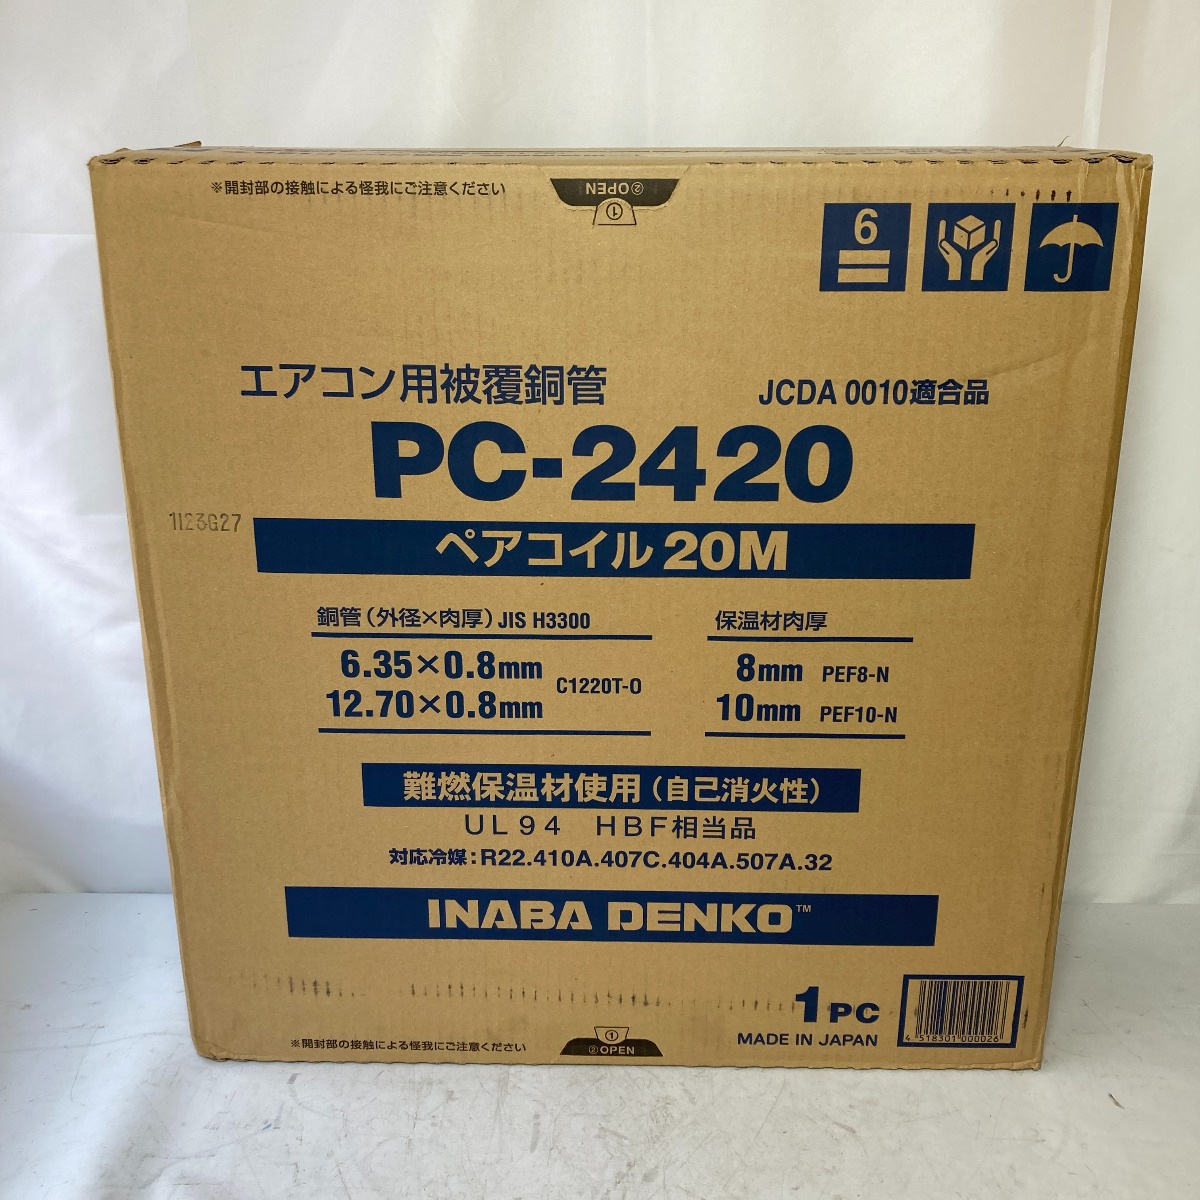 ※開封部の接触による怪我にご注意ください
②OPEN
①
6
エアコン用被覆銅管
JCDA 0010適合品
PC-2420
1I23G27
ペアコイル 20M
銅管（外径×肉厚）JIS H3300
6.35×0.8mm
12.70×0.8mm
C1220T-O
保温材肉厚
8mm PEF8-N
10mm PEF10-N
難燃保温材使用（自己消火性）
UL94 HBF相当品
対応冷媒：R22.410A.407C.404A.507A.32
INABA DENKO™
1PC
MADE IN JAPAN
4 518301 000026
※開封部の接触による怪我にご注意ください
①
②OPEN